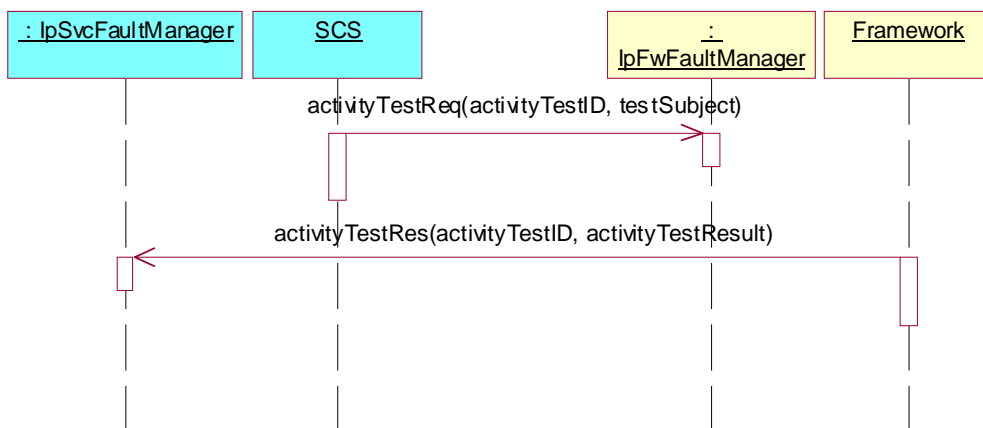 : IpSvcFaultManager
SCS
:
IpFwFaultManager
Framework
activityTestReq(activityTestID, testSubject)
activityTestRes(activityTestID, activityTestResult)